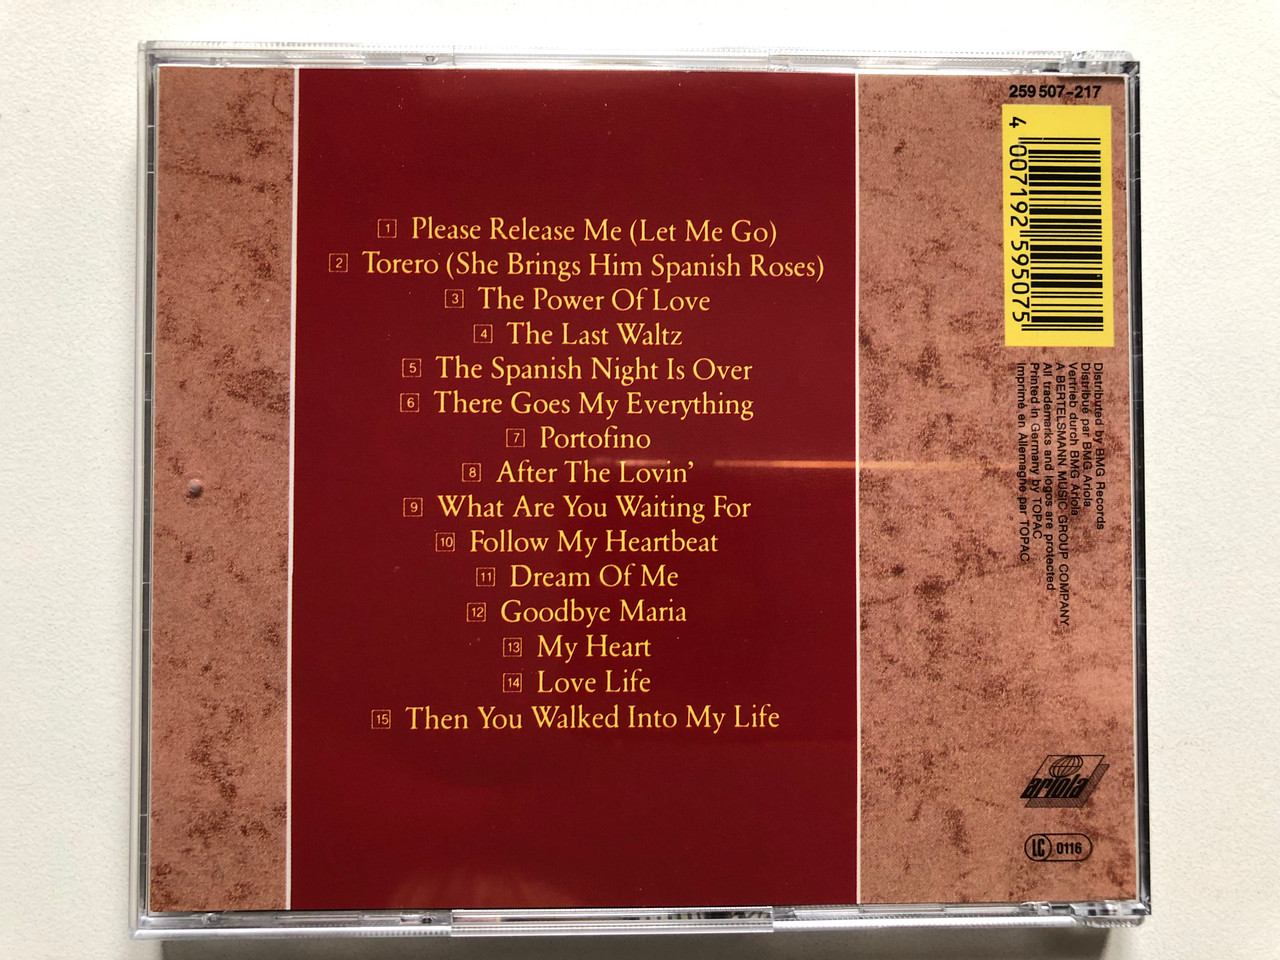 1 Please Release Me (Let Me Go)
2 Torero (She Brings Him Spanish Roses)
3 The Power Of Love
4 The Last Waltz
5 The Spanish Night Is Over
6 There Goes My Everything
7 Portofino
8 After The Lovin'
9 What Are You Waiting For
10 Follow My Heartbeat
11 Dream Of Me
12 Goodbye Maria
13 My Heart
14 Love Life
15 Then You Walked Into My Life
259 507-217
4 007192 595075
Distributed by BMG Records
Distribué par BMG Ariola
Vertrieb durch BMG Ariola
A BERTELSMANN MUSIC GROUP COMPANY
All trademarks and logos are protected
Printed in Germany by TOPAC
Imprimé en Allemagne par TOPAC
ariola
LC 0116